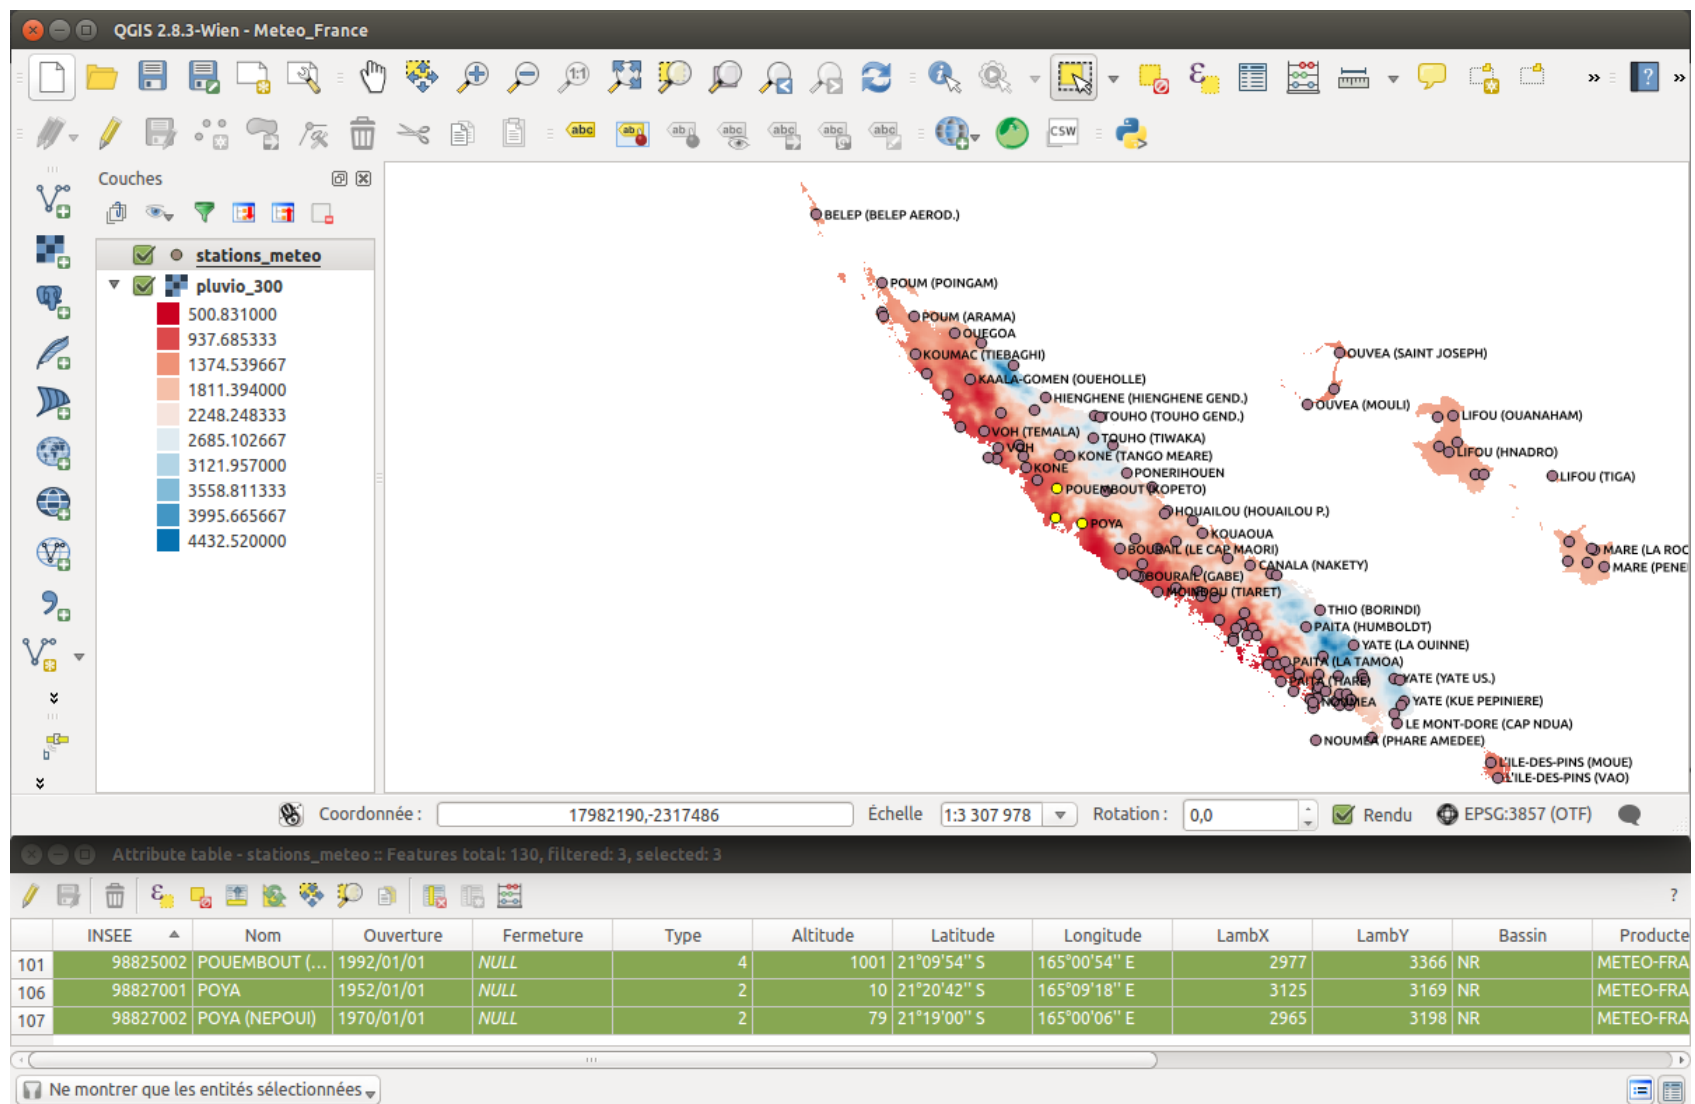 QGIS 2.8.3-Wien - Meteo_France
1:1
abc
CSW
Couches
stations_meteo
pluvio_300
500.831000
937.685333
1374.539667
1811.394000
2248.248333
2685.102667
3121.957000
3558.811333
3995.665667
4432.520000
BELEP (BELEP AEROD.)
POUM (POINGAM)
POUM (ARAMA)
OUEGOA
KOUMAC (TIEBAGHI)
OUVEA (SAINT JOSEPH)
KAALA-GOMEN (OUEHOLLE)
HIENGHENE (HIENGHENE GEND.)
OUVEA (MOULI)
TOUHO (TOUHO GEND.)
LIFOU (OUANAHAM)
VOH (TEMALA)
TOUHO (TIWAKA)
VOH
KONE (TANGO MEARE)
LIFOU (HNADRO)
KONE
PONERIHOUEN
LIFOU (TIGA)
POUEMBOUT (KOPETO)
HOUAILOU (HOUAILOU P.)
POYA
KOUAOUA
BOURAIL (LE CAP MAORI)
MARE (LA ROC
CANALA (NAKETY)
MARE (PENE
BOURAIL (GABE)
MOINDOU (TIARET)
THIO (BORINDI)
PAITA (HUMBOLDT)
YATE (LA OUINNE)
PAITA (LA TAMOA)
PAITA (HARE)
YATE (YATE US.)
NOUMEA
YATE (KUE PEPINIERE)
LE MONT-DORE (CAP NDUA)
NOUMEA (PHARE AMEDEE)
L'ILE-DES-PINS (MOUE)
L'ILE-DES-PINS (VAO)
Coordonnée : 17982190,-2317486 Échelle 1:3 307 978 Rotation : 0,0 Rendu EPSG:3857 (OTF)
Attribute table - stations_meteo :: Features total: 130, filtered: 3, selected: 3
?
INSEE Nom Ouverture Fermeture Type Altitude Latitude Longitude LambX LambY Bassin Producte
101 98825002 POUEMBOUT (... 1992/01/01 NULL 4 1001 21°09'54'' S 165°00'54'' E 2977 3366 NR METEO-FRA
106 98827001 POYA 1952/01/01 NULL 2 10 21°20'42'' S 165°09'18'' E 3125 3169 NR METEO-FRA
107 98827002 POYA (NEPOUI) 1970/01/01 NULL 2 79 21°19'00'' S 165°00'06'' E 2965 3198 NR METEO-FRA
Ne montrer que les entités sélectionnées